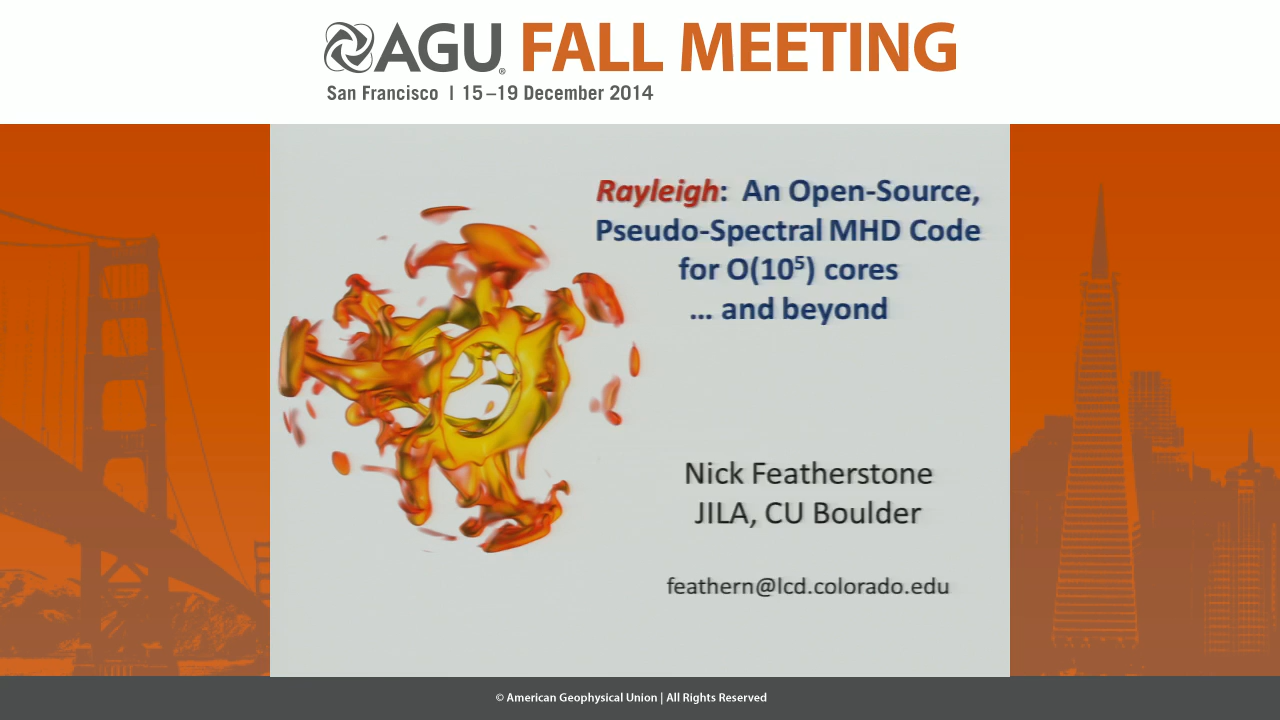 AGU® FALL MEETING
San Francisco | 15–19 December 2014
Rayleigh: An Open-Source,
Pseudo-Spectral MHD Code
for O(10⁵) cores
... and beyond
Nick Featherstone
JILA, CU Boulder
feathern@lcd.colorado.edu
© American Geophysical Union | All Rights Reserved